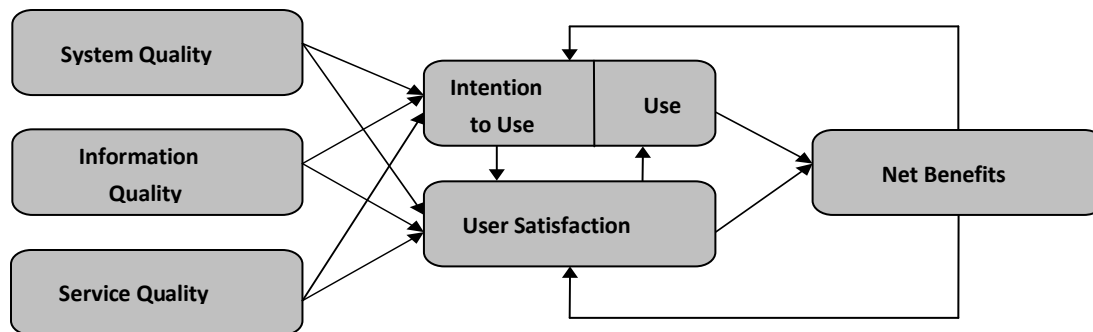 System Quality
Information
Quality
Service Quality
Intention
to Use
Use
User Satisfaction
Net Benefits